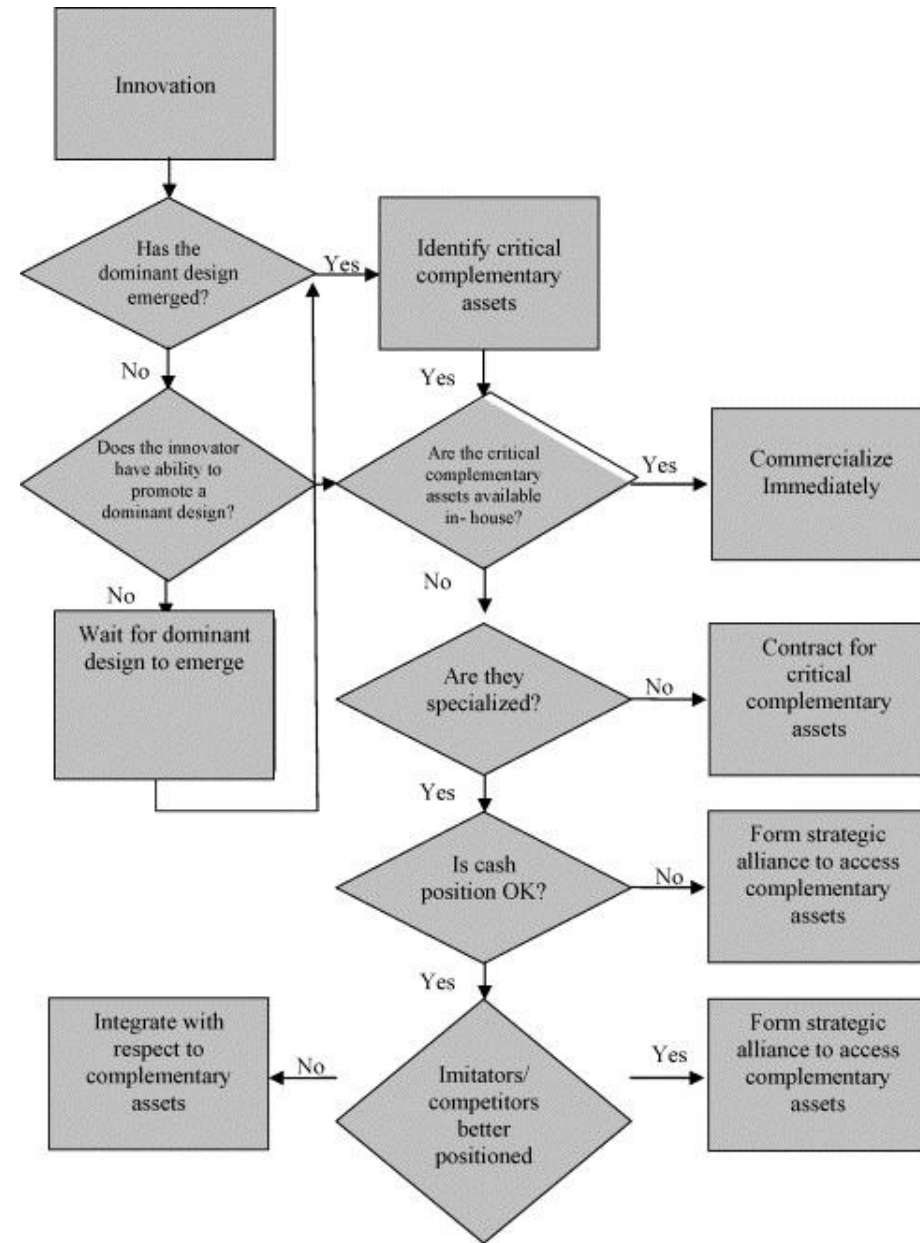 Innovation
Has the
dominant design
emerged?
Yes
Identify critical
complementary
assets
No
Yes
Does the innovator
have ability to
promote a
dominant design?
Are the critical
complementary
assets available
in- house?
Yes
Commercialize
Immediately
No
No
Wait for dominant
design to emerge
Are they
specialized?
No
Contract for
critical
complementary
assets
Yes
Is cash
position OK?
No
Form strategic
alliance to access
complementary
assets
Yes
Integrate with
respect to
complementary
assets
No
Imitators/
competitors
better
positioned
Yes
Form strategic
alliance to access
complementary
assets